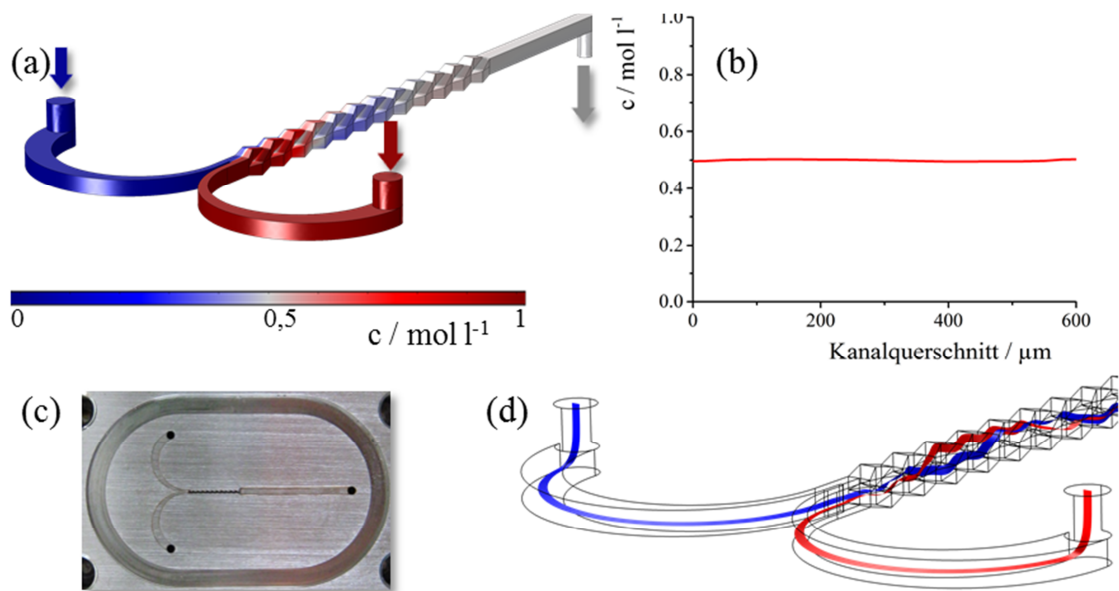 (a)
0
0,5
1
c / mol l⁻¹
(b)
c / mol l⁻¹
1.0
0.8
0.6
0.4
0.2
0.0
0
200
400
600
Kanalquerschnitt / µm
(c)
(d)